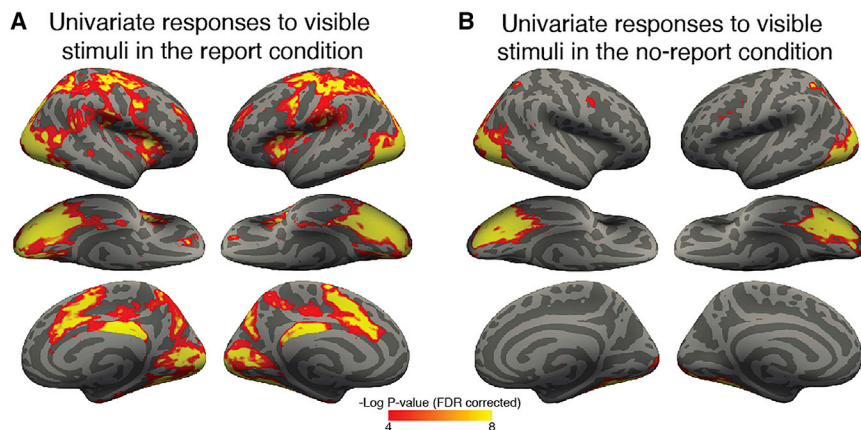 A Univariate responses to visible
stimuli in the report condition
B Univariate responses to visible
stimuli in the no-report condition
-Log P-value (FDR corrected)
4 8